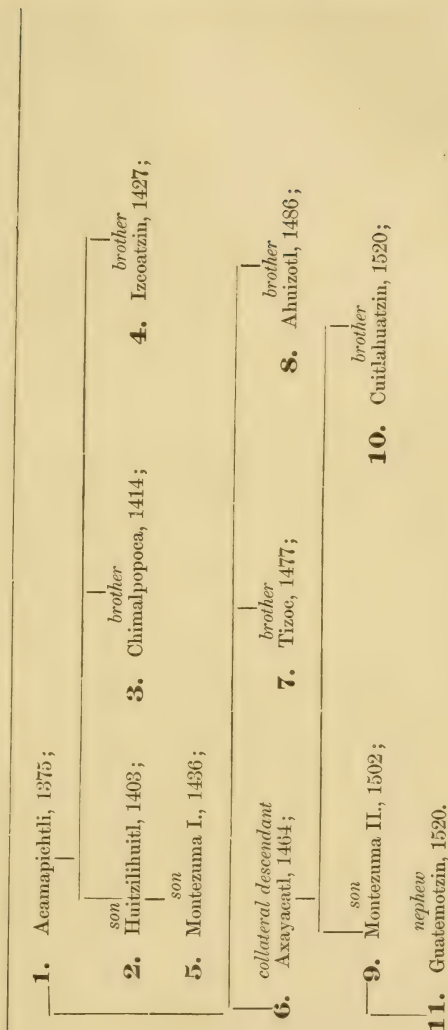 1. Acamapichtli, 1375;
son
2. Huitzilihuitl, 1403;
brother
3. Chimalpopoca, 1414;
brother
4. Izcoatzin, 1427;
son
5. Montezuma I., 1436;
collateral descendant
6. Axayacatl, 1464;
brother
7. Tizoc, 1477;
brother
8. Ahuizotl, 1486;
son
9. Montezuma II., 1502;
brother
10. Cuitlahuatzin, 1520;
nephew
11. Guatemotzin, 1520.